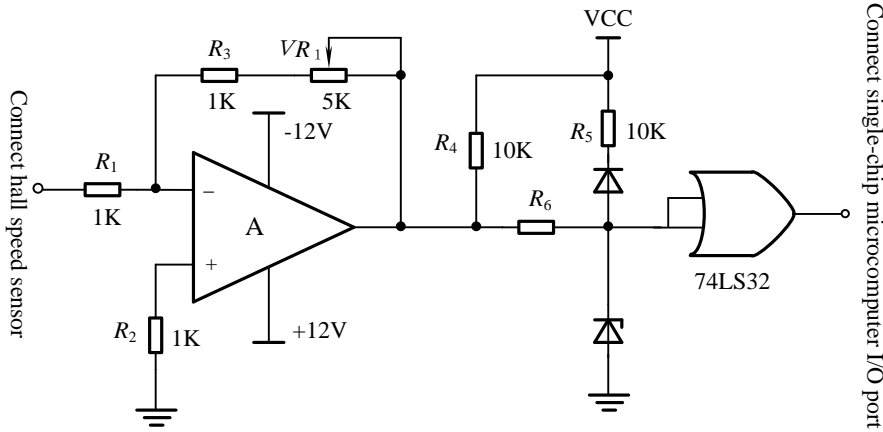 Connect hall speed sensor
R1
1K
R2
1K
R3
1K
VR1
5K
-12V
A
−
+
+12V
VCC
R4
10K
R5
10K
R6
74LS32
Connect single-chip microcomputer I/O port